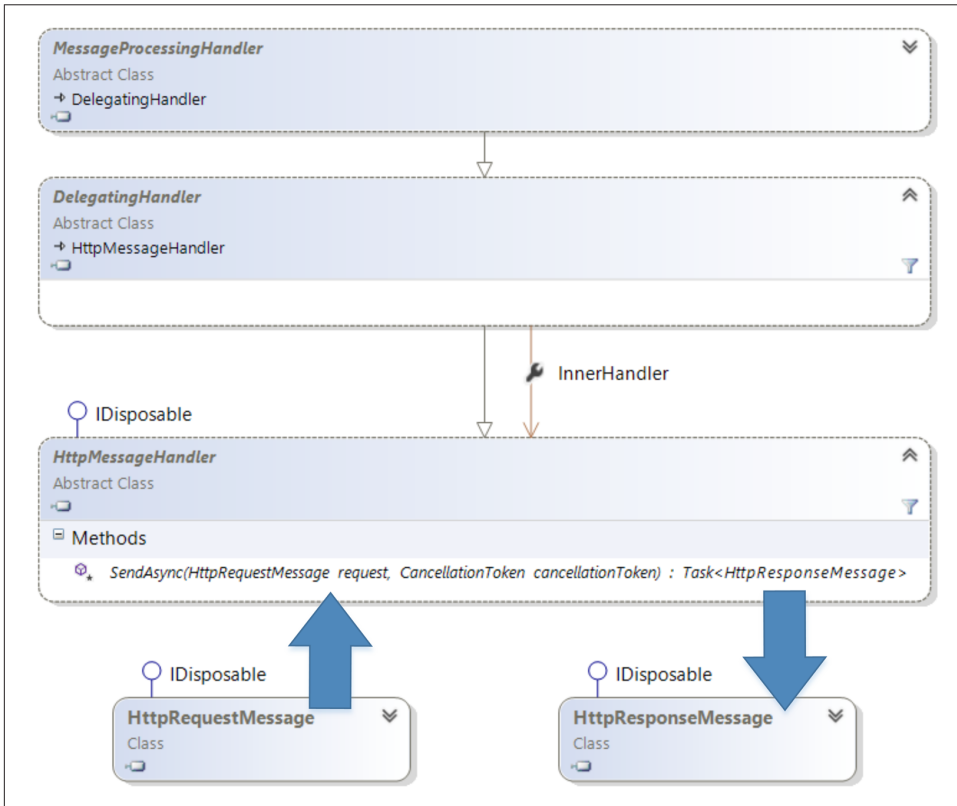 MessageProcessingHandler
Abstract Class
DelegatingHandler
DelegatingHandler
Abstract Class
HttpMessageHandler
InnerHandler
IDisposable
HttpMessageHandler
Abstract Class
Methods
SendAsync(HttpRequestMessage request, CancellationToken cancellationToken) : Task<HttpResponseMessage>
IDisposable
IDisposable
HttpRequestMessage
HttpResponseMessage
Class
Class